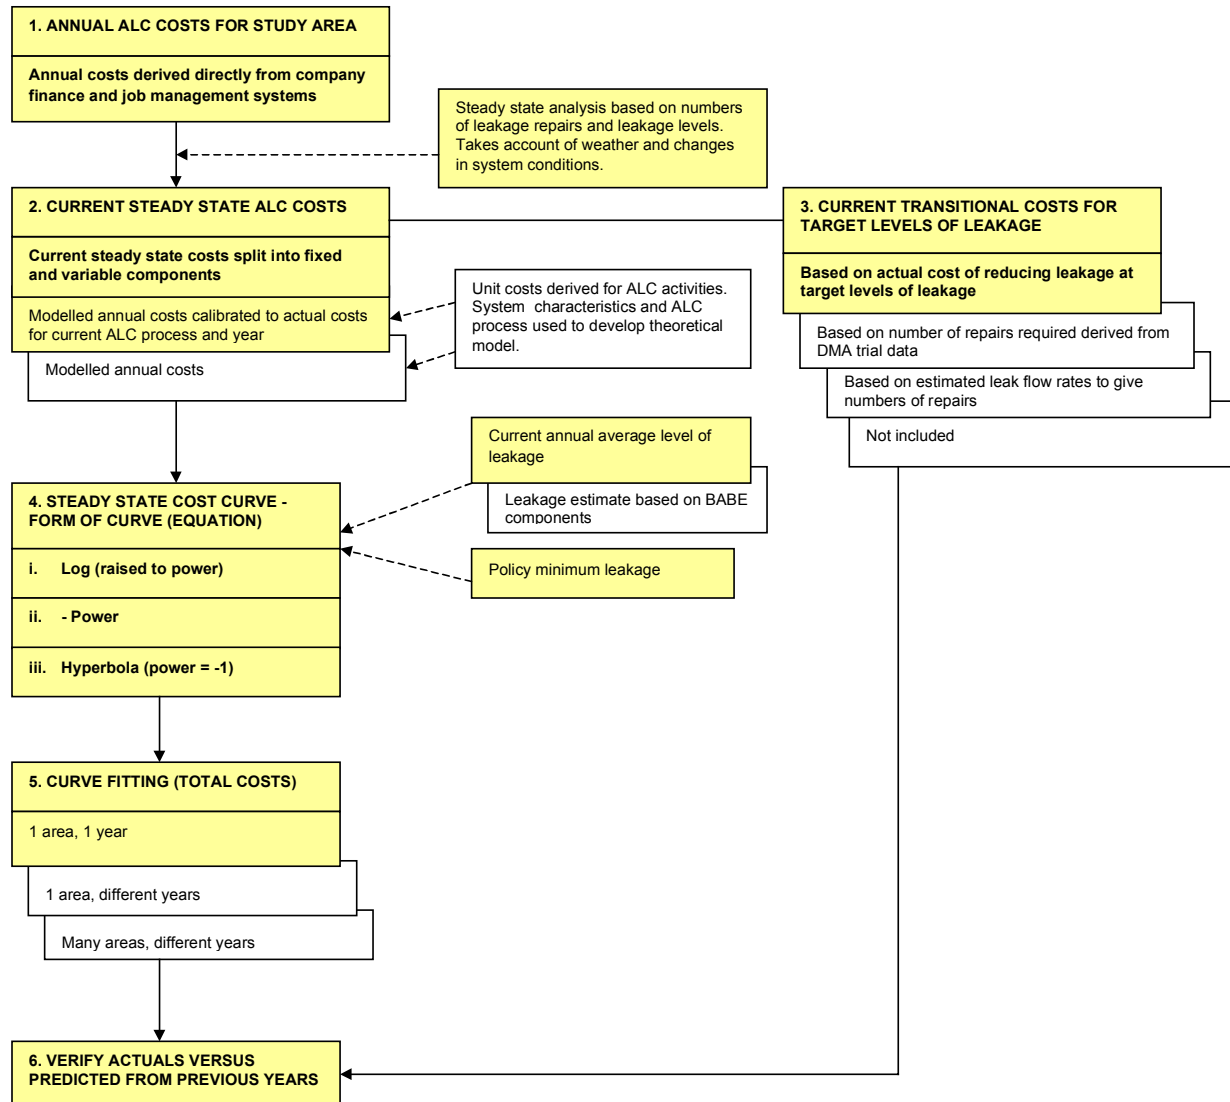 1. ANNUAL ALC COSTS FOR STUDY AREA
Annual costs derived directly from company
finance and job management systems
Steady state analysis based on numbers
of leakage repairs and leakage levels.
Takes account of weather and changes
in system conditions.
2. CURRENT STEADY STATE ALC COSTS
Current steady state costs split into fixed
and variable components
Modelled annual costs calibrated to actual costs
for current ALC process and year
Modelled annual costs
Unit costs derived for ALC activities.
System characteristics and ALC
process used to develop theoretical
model.
3. CURRENT TRANSITIONAL COSTS FOR
TARGET LEVELS OF LEAKAGE
Based on actual cost of reducing leakage at
target levels of leakage
Based on number of repairs required derived from
DMA trial data
Based on estimated leak flow rates to give
numbers of repairs
Not included
Current annual average level of
leakage
Leakage estimate based on BABE
components
Policy minimum leakage
4. STEADY STATE COST CURVE -
FORM OF CURVE (EQUATION)
i. Log (raised to power)
ii. - Power
iii. Hyperbola (power = -1)
5. CURVE FITTING (TOTAL COSTS)
1 area, 1 year
1 area, different years
Many areas, different years
6. VERIFY ACTUALS VERSUS
PREDICTED FROM PREVIOUS YEARS